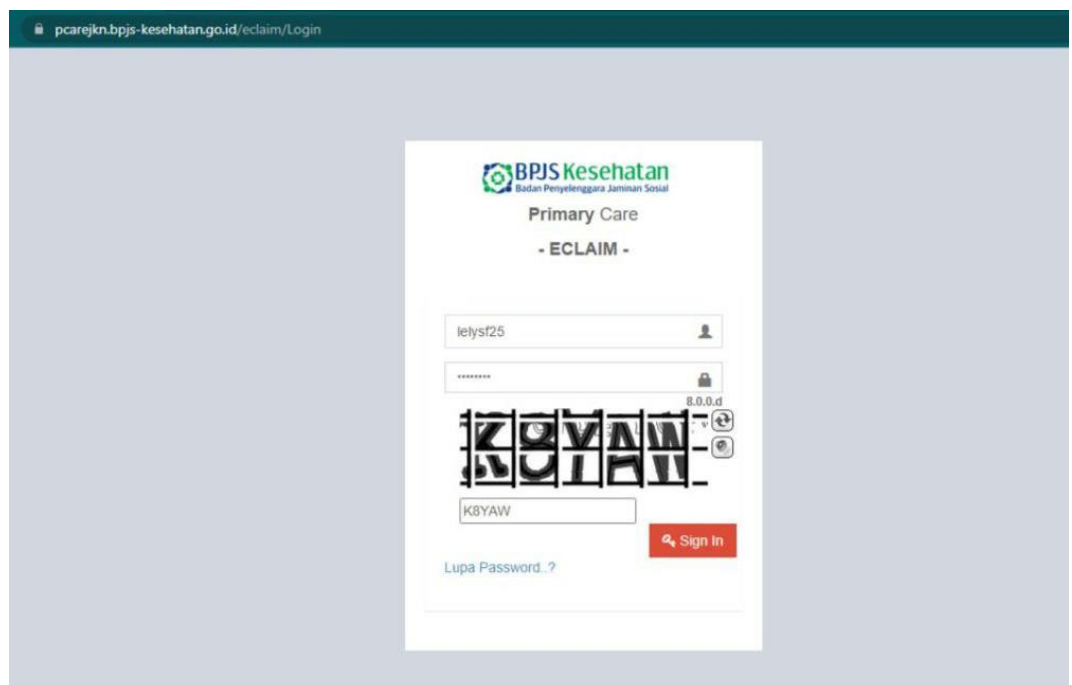 pcarejkn.bpjs-kesehatan.go.id/eclaim/Login
BPJS Kesehatan
Badan Penyelenggara Jaminan Sosial
Primary Care
- ECLAIM -
lelysf25
********
8.0.0.d
K8YAW
K8YAW
Sign In
Lupa Password..?